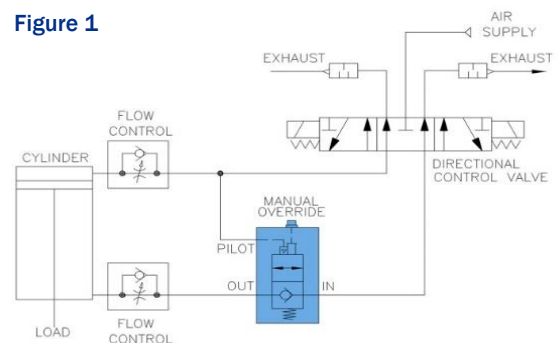 Figure 1
AIR
SUPPLY
EXHAUST
EXHAUST
FLOW
CONTROL
CYLINDER
DIRECTIONAL
CONTROL VALVE
MANUAL
OVERRIDE
PILOT
OUT
IN
LOAD
FLOW
CONTROL